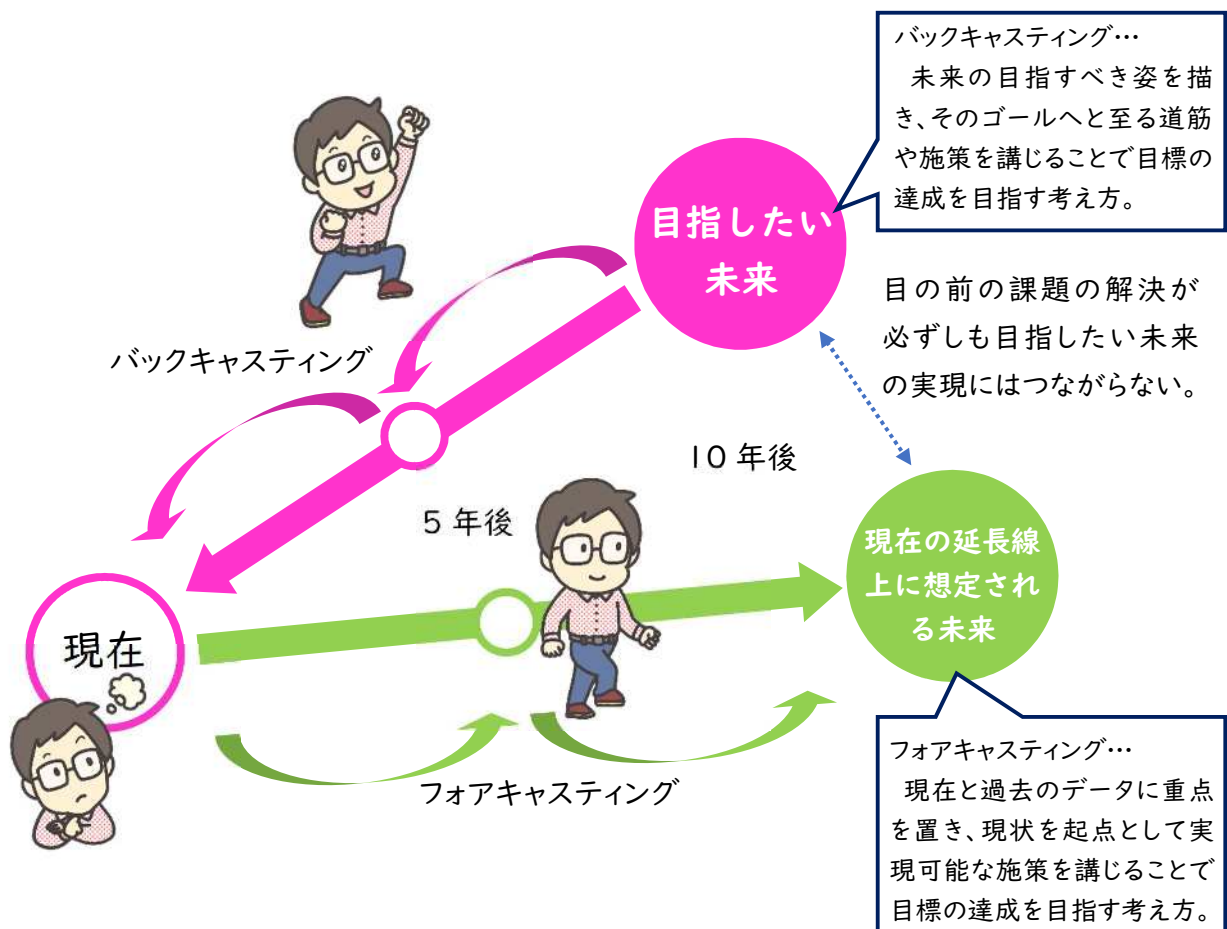 バックキャスティング…
未来の目指すべき姿を描
き、そのゴールへと至る道筋
や施策を講じることで目標の
達成を目指す考え方。
目指したい
未来
目の前の課題の解決が
必ずしも目指したい未来
の実現にはつながらない。
バックキャスティング
10年後
5年後
現在の延長線
上に想定され
る未来
現在
フォアキャスティング
フォアキャスティング…
現在と過去のデータに重点
を置き、現状を起点として実
現可能な施策を講じることで
目標の達成を目指す考え方。